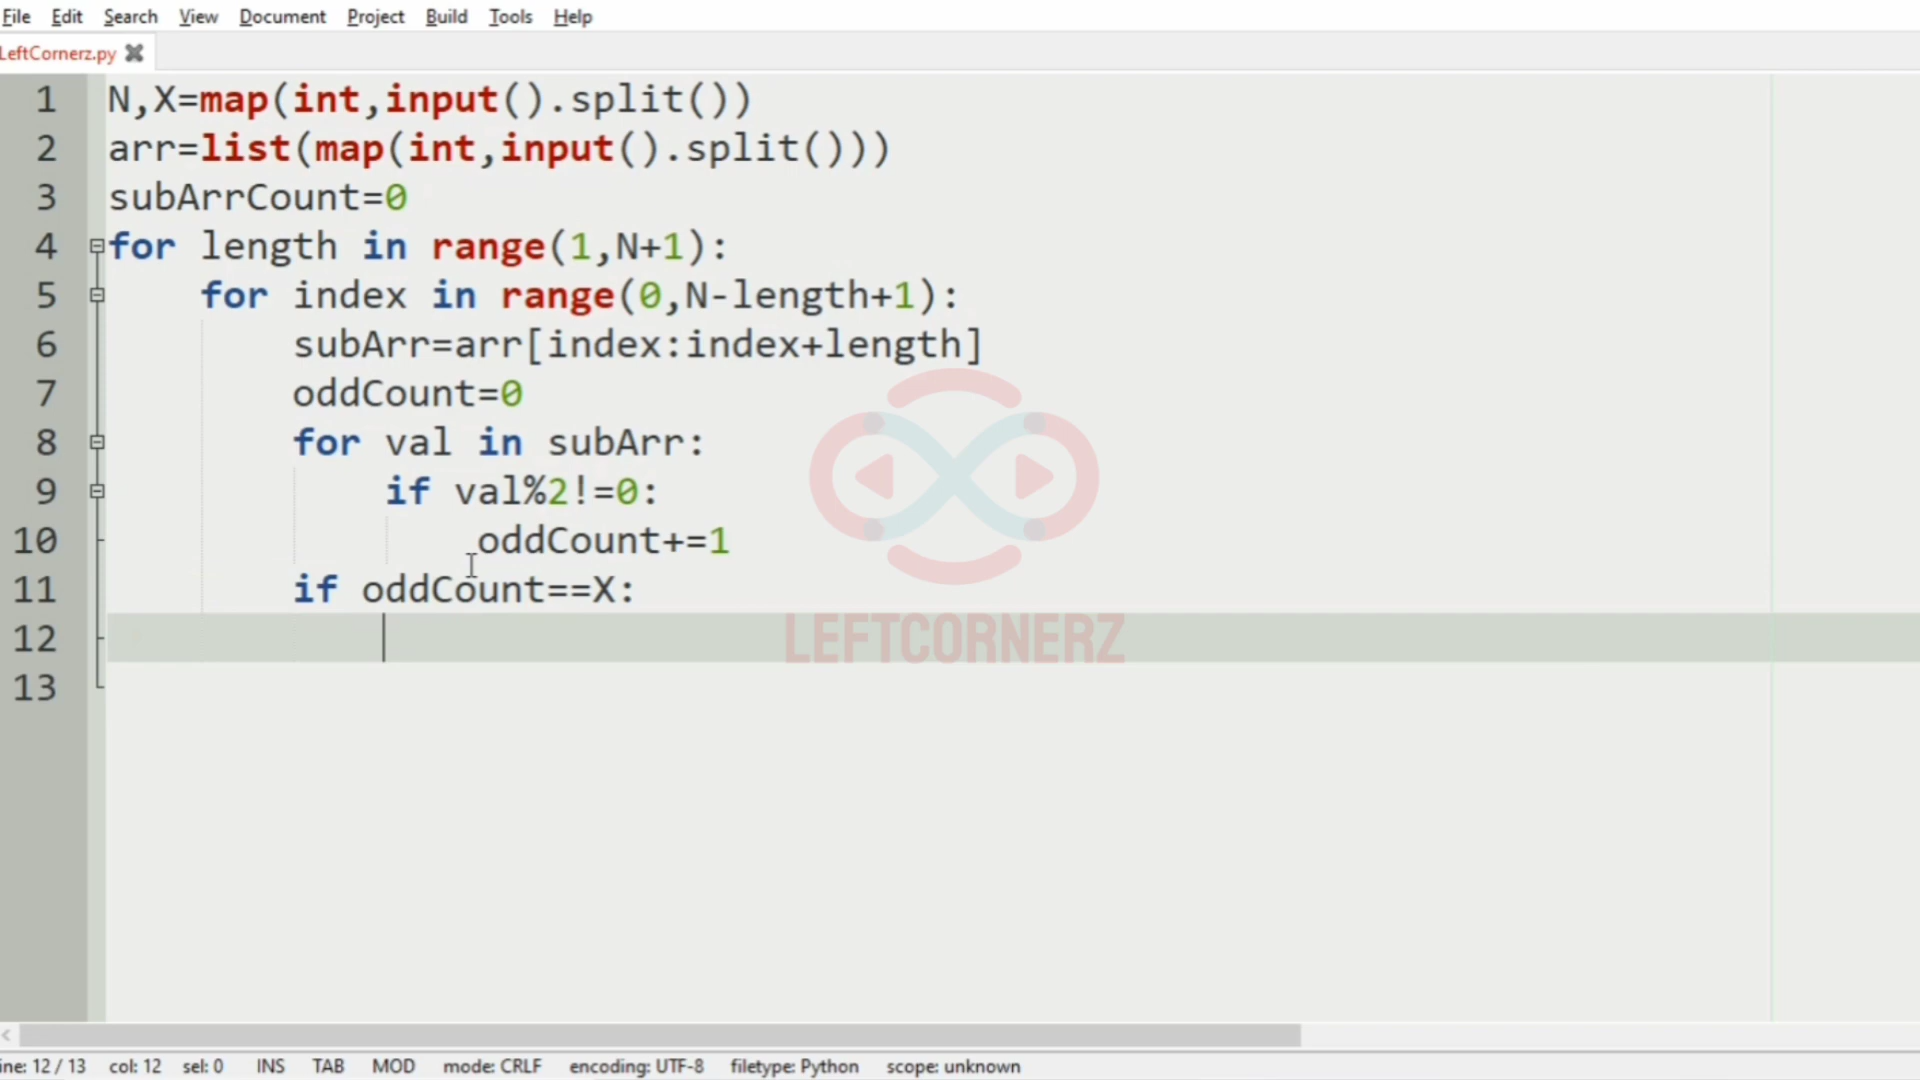 File Edit Search View Document Project Build Tools Help
LeftCornerz.py
1 N,X=map(int,input().split())
2 arr=list(map(int,input().split()))
3 subArrCount=0
4 for length in range(1,N+1):
5 for index in range(0,N-length+1):
6 subArr=arr[index:index+length]
7 oddCount=0
8 for val in subArr:
9 if val%2!=0:
10 oddCount+=1
11 if oddCount==X:
12
13
LEFTCORNERZ
ine: 12 / 13 col: 12 sel: 0 INS TAB MOD mode: CRLF encoding: UTF-8 filetype: Python scope: unknown